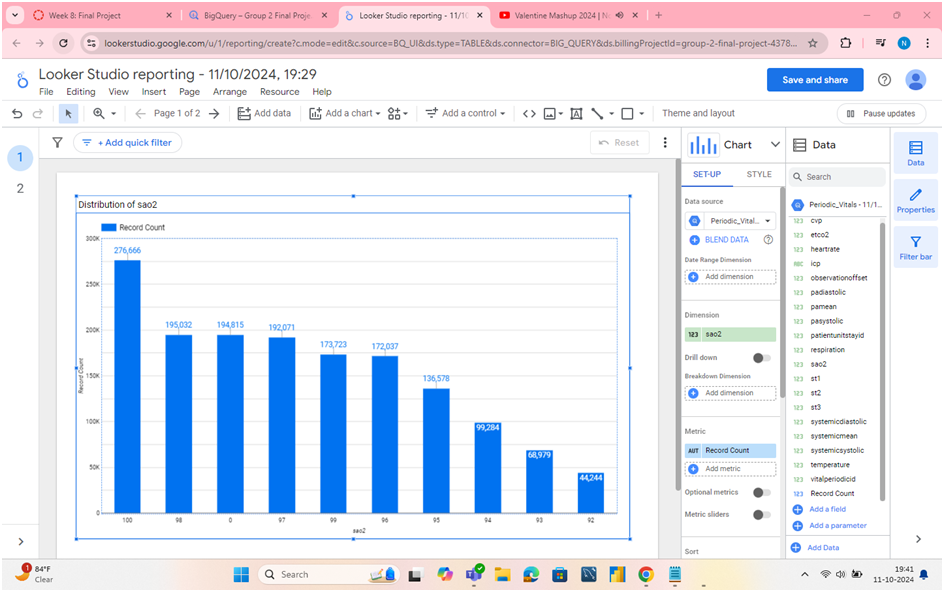 Week 8: Final Project
BigQuery – Group 2 Final Proje
Looker Studio reporting - 11/10
Valentine Mashup 2024 | N
lookerstudio.google.com/u/1/reporting/create?c.mode=edit&c.source=BQ_UI&ds.type=TABLE&ds.connector=BIG_QUERY&ds.billingProjectId=group-2-final-project-4378...
N
Looker Studio reporting - 11/10/2024, 19:29
File Editing View Insert Page Arrange Resource Help
Save and share
Page 1 of 2
Add data
Add a chart
Add a control
Theme and layout
Pause updates
+ Add quick filter
Reset
1
2
Distribution of sao2
Record Count
300K
250K
200K
150K
100K
50K
0
Record Count
276,666
195,032
194,815
192,071
173,723
172,037
136,578
99,284
68,979
44,244
100 98 0 97 99 96 95 94 93 92
sao2
Chart
SET-UP STYLE
Data source
Periodic_Vital...
BLEND DATA
Date Range Dimension
Add dimension
Dimension
123 sao2
Drill down
Breakdown Dimension
Add dimension
Metric
AUT Record Count
Add metric
Optional metrics
Metric sliders
Sort
Data
Search
Periodic_Vitals - 11/1...
123 cvp
123 etco2
123 heartrate
ABC icp
123 observationoffset
123 padiastolic
123 pamean
123 pasystolic
123 patientunitstayid
123 respiration
123 sao2
123 st1
123 st2
123 st3
123 systemicdiastolic
123 systemicmean
123 systemicsystolic
123 temperature
123 vitalperiodicid
123 Record Count
Add a field
Add a parameter
Add Data
Data
Properties
Filter bar
1
84°F
Clear
Search
19:41
11-10-2024